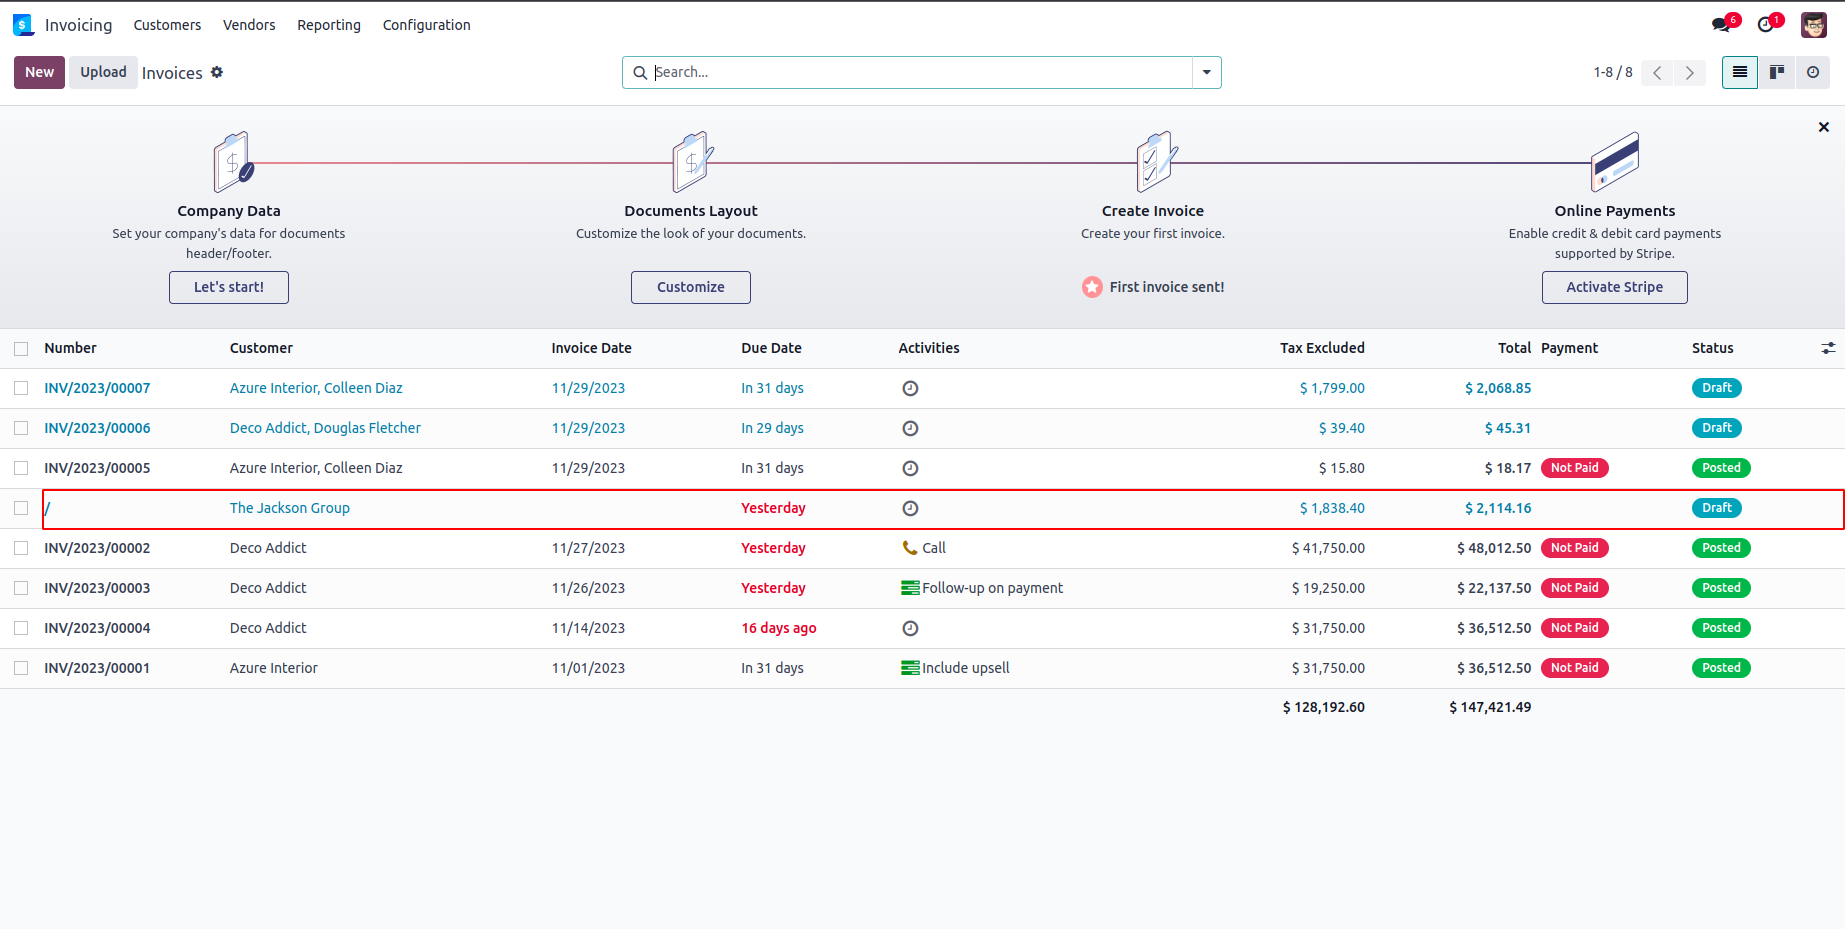 Invoicing Customers Vendors Reporting Configuration 6 1
New Upload Invoices Search... 1-8 / 8
Company Data Documents Layout Create Invoice Online Payments
Set your company's data for documents Customize the look of your documents. Create your first invoice. Enable credit & debit card payments
header/footer. supported by Stripe.
Let's start! Customize First invoice sent! Activate Stripe
Number Customer Invoice Date Due Date Activities Tax Excluded Total Payment Status
INV/2023/00007 Azure Interior, Colleen Diaz 11/29/2023 In 31 days $ 1,799.00 $ 2,068.85 Draft
INV/2023/00006 Deco Addict, Douglas Fletcher 11/29/2023 In 29 days $ 39.40 $ 45.31 Draft
INV/2023/00005 Azure Interior, Colleen Diaz 11/29/2023 In 31 days $ 15.80 $ 18.17 Not Paid Posted
/ The Jackson Group Yesterday $ 1,838.40 $ 2,114.16 Draft
INV/2023/00002 Deco Addict 11/27/2023 Yesterday Call $ 41,750.00 $ 48,012.50 Not Paid Posted
INV/2023/00003 Deco Addict 11/26/2023 Yesterday Follow-up on payment $ 19,250.00 $ 22,137.50 Not Paid Posted
INV/2023/00004 Deco Addict 11/14/2023 16 days ago $ 31,750.00 $ 36,512.50 Not Paid Posted
INV/2023/00001 Azure Interior 11/01/2023 In 31 days Include upsell $ 31,750.00 $ 36,512.50 Not Paid Posted
$ 128,192.60 $ 147,421.49